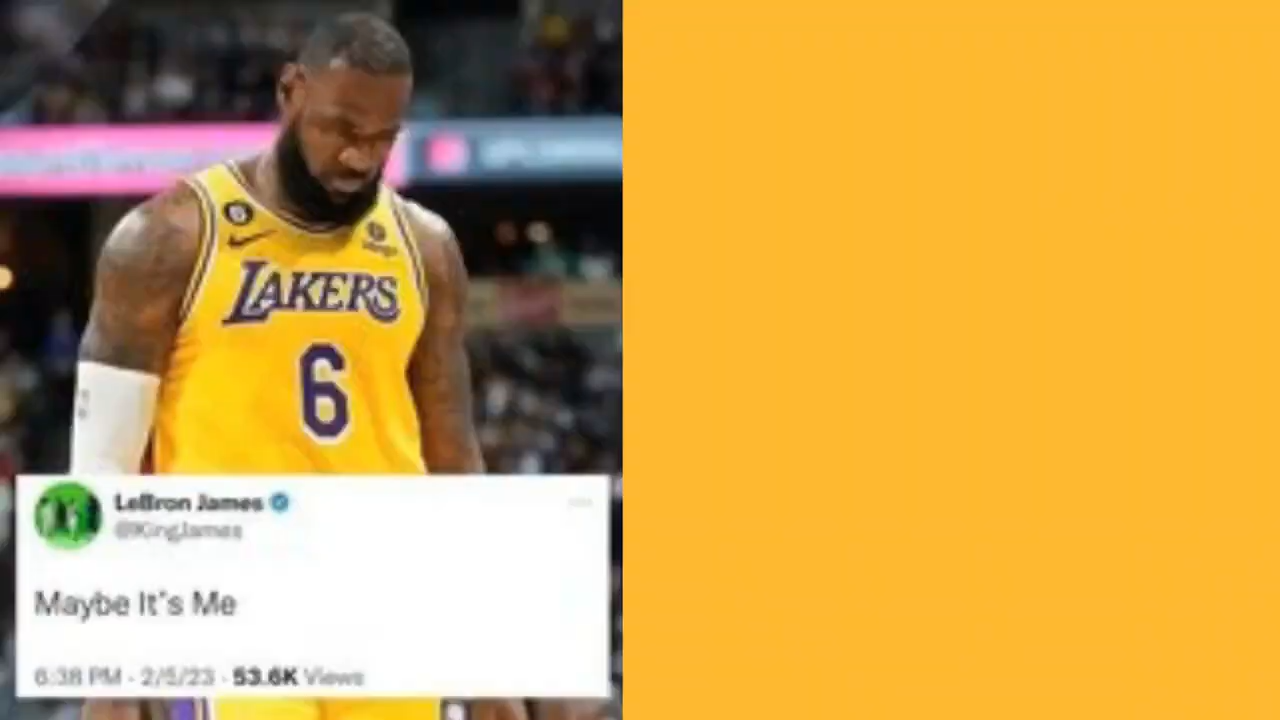 LAKERS
6
LeBron James
@KingJames
Maybe It's Me
6:38 PM · 2/5/23 · 53.6K Views